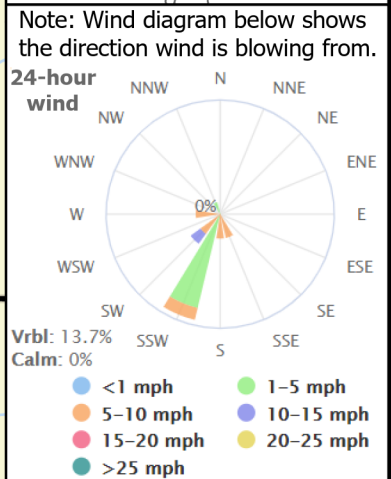 Note: Wind diagram below shows
the direction wind is blowing from.
24-hour
wind
N
NNW
NNE
NW
NE
WNW
ENE
0%
W
E
WSW
ESE
SW
SE
Vrbl: 13.7%
SSW
SSE
S
Calm: 0%
<1 mph
1–5 mph
5–10 mph
10–15 mph
15–20 mph
20–25 mph
>25 mph